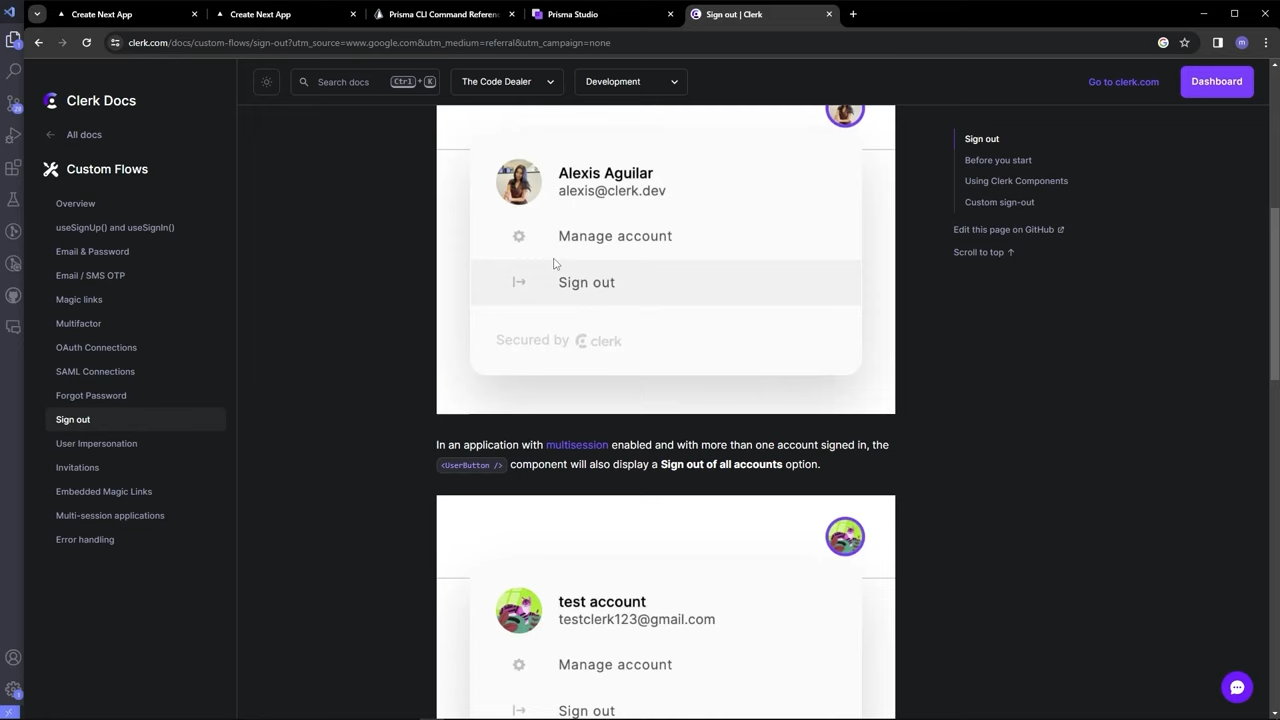 Create Next App
Create Next App
Prisma CLI Command Referenc
Prisma Studio
Sign out | Clerk
clerk.com/docs/custom-flows/sign-out?utm_source=www.google.com&utm_medium=referral&utm_campaign=none
m
Clerk Docs
Search docs
Ctrl + K
The Code Dealer
Development
Go to clerk.com
Dashboard
All docs
Custom Flows
Overview
useSignUp() and useSignIn()
Email & Password
Email / SMS OTP
Magic links
Multifactor
OAuth Connections
SAML Connections
Forgot Password
Sign out
User Impersonation
Invitations
Embedded Magic Links
Multi-session applications
Error handling
Alexis Aguilar
alexis@clerk.dev
Manage account
Sign out
Secured by clerk
In an application with multisession enabled and with more than one account signed in, the
<UserButton /> component will also display a Sign out of all accounts option.
test account
testclerk123@gmail.com
Manage account
Sign out
Sign out
Before you start
Using Clerk Components
Custom sign-out
Edit this page on GitHub
Scroll to top ↑